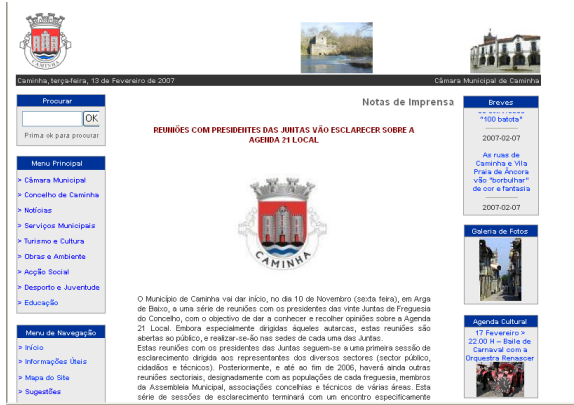 CAMINHA
Caminha, terça-feira, 13 de Fevereiro de 2007
Câmara Municipal de Caminha
Procurar
OK
Prima ok para procurar
Menu Principal
> Câmara Municipal
> Concelho de Caminha
> Notícias
> Serviços Municipais
> Turismo e Cultura
> Obras e Ambiente
> Acção Social
> Desporto e Juventude
> Educação
Menu de Navegação
> Início
> Informações Úteis
> Mapa do Site
> Sugestões
Notas de Imprensa
REUNIÕES COM PRESIDENTES DAS JUNTAS VÃO ESCLARECER SOBRE A
AGENDA 21 LOCAL
CAMINHA
O Município de Caminha vai dar início, no dia 10 de Novembro (sexta feira), em Arga
de Baixo, a uma série de reuniões com os presidentes das vinte Juntas de Freguesia
do Concelho, com o objectivo de dar a conhecer e recolher opiniões sobre a Agenda
21 Local. Embora especialmente dirigidas àqueles autarcas, estas reuniões são
abertas ao público, e realizar-se-ão nas sedes de cada uma das Juntas.
Estas reuniões com os presidentes das Juntas seguem-se a uma primeira sessão de
esclarecimento dirigida aos representantes dos diversos sectores (sector público,
cidadãos e técnicos). Posteriormente, e até ao fim de 2006, haverá ainda outras
reuniões sectoriais, designadamente com as populações de cada freguesia, membros
da Assembleia Municipal, associações concelhias e técnicos de várias áreas. Esta
série de sessões de esclarecimento terminará com um encontro especificamente
Breves
"100 batota"
2007-02-07
As ruas de
Caminha e Vila
Praia de Âncora
vão "borbulhar"
de cor e fantasia
2007-02-07
Galeria de Fotos
Agenda Cultural
17 Fevereiro >
22.00 H - Baile de
Carnaval com a
Orquestra Renascer